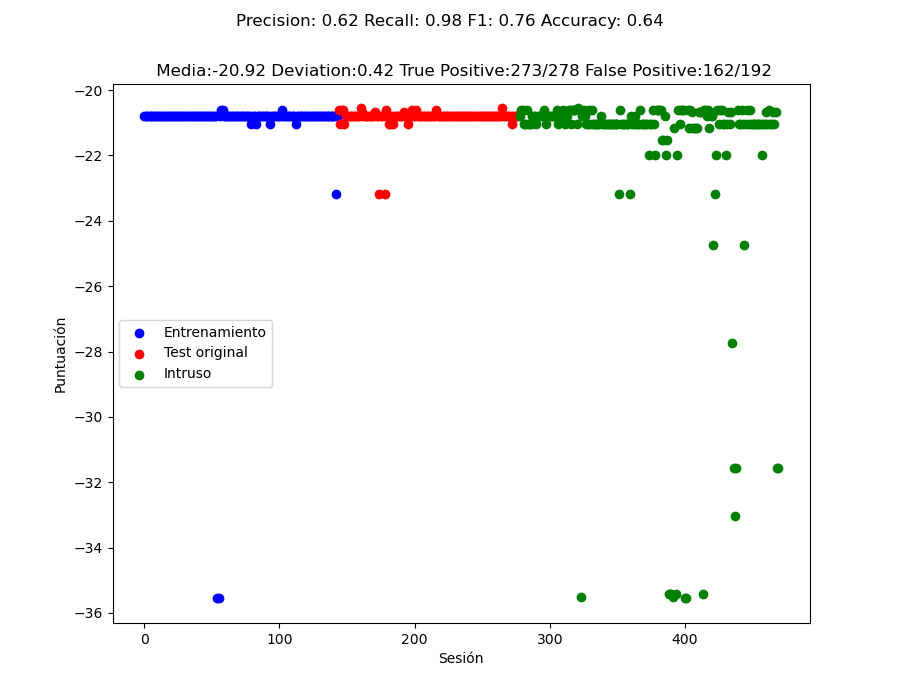 Precision: 0.62 Recall: 0.98 F1: 0.76 Accuracy: 0.64
Media:-20.92 Deviation:0.42 True Positive:273/278 False Positive:162/192
−20
−22
−24
−26
−28
−30
−32
−34
−36
Puntuación
Entrenamiento
Test original
Intruso
0
100
200
300
400
Sesión